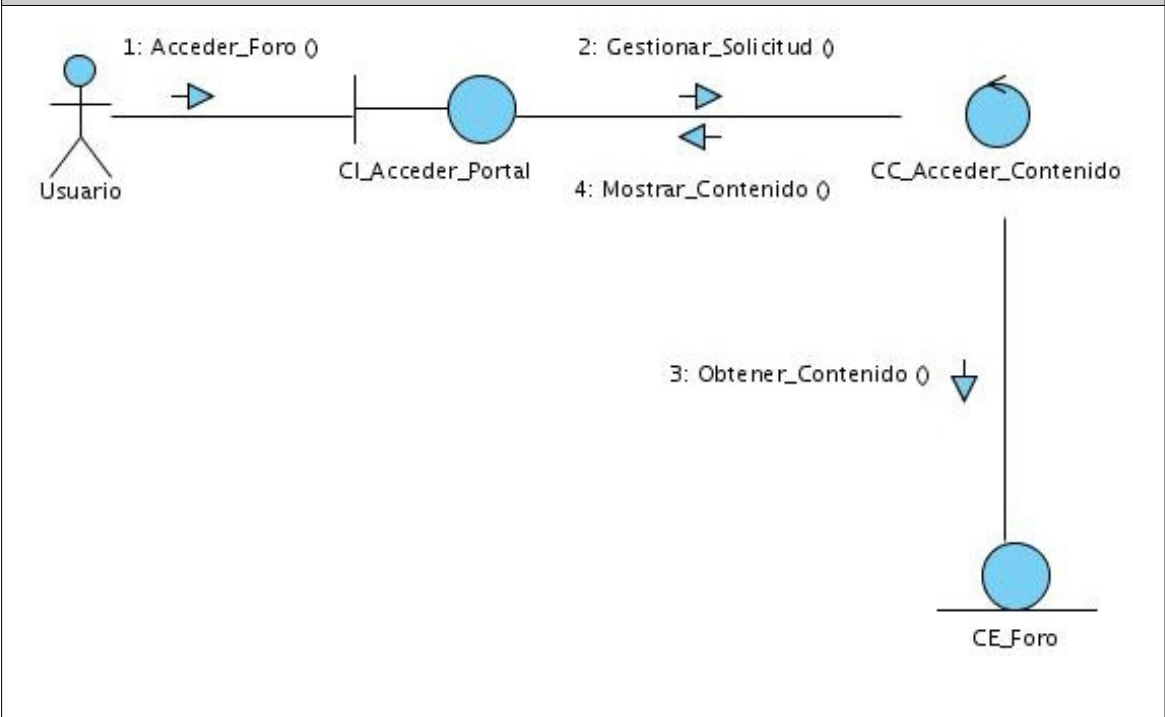 1: Acceder_Foro ()
2: Gestionar_Solicitud ()
Usuario
CI_Acceder_Portal
CC_Acceder_Contenido
4: Mostrar_Contenido ()
3: Obtener_Contenido ()
CE_Foro